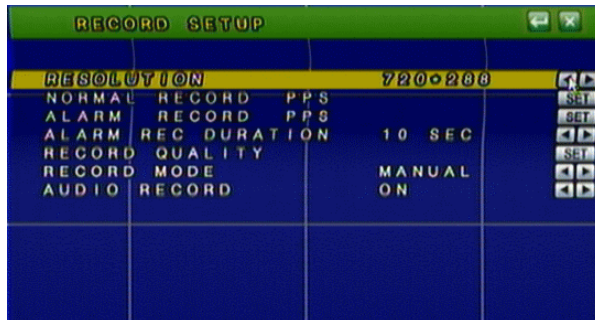 RECORD SETUP
RESOLUTION 720*288
NORMAL RECORD PPS SET
ALARM RECORD PPS SET
ALARM REC DURATION 10 SEC
RECORD QUALITY SET
RECORD MODE MANUAL
AUDIO RECORD ON